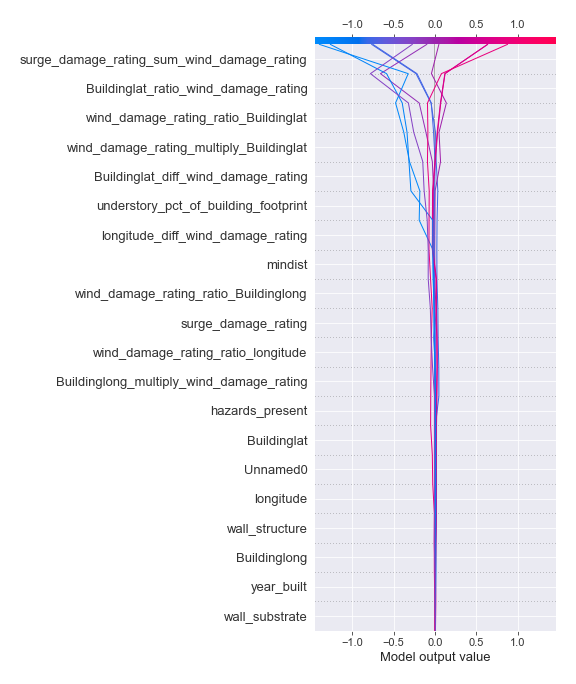 −1.0 −0.5 0.0 0.5 1.0
surge_damage_rating_sum_wind_damage_rating
Buildinglat_ratio_wind_damage_rating
wind_damage_rating_ratio_Buildinglat
wind_damage_rating_multiply_Buildinglat
Buildinglat_diff_wind_damage_rating
understory_pct_of_building_footprint
longitude_diff_wind_damage_rating
mindist
wind_damage_rating_ratio_Buildinglong
surge_damage_rating
wind_damage_rating_ratio_longitude
Buildinglong_multiply_wind_damage_rating
hazards_present
Buildinglat
Unnamed0
longitude
wall_structure
Buildinglong
year_built
wall_substrate
−1.0 −0.5 0.0 0.5 1.0
Model output value